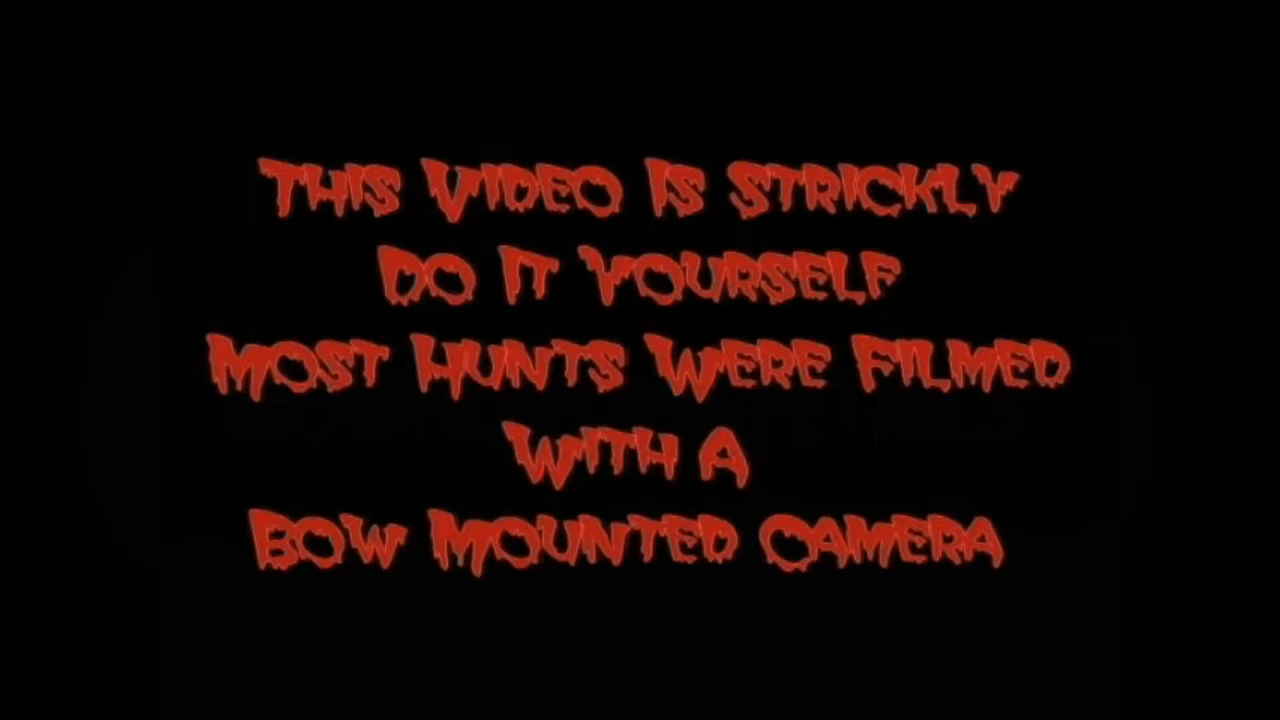 This Video Is Strickly
Do It Yourself
Most Hunts Were Filmed
With A
Bow Mounted Camera